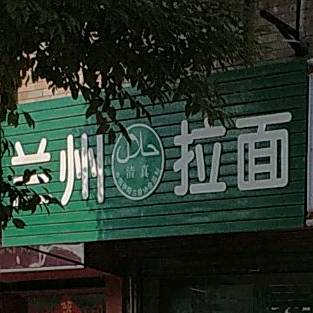 兰州 拉面
حلال
清真